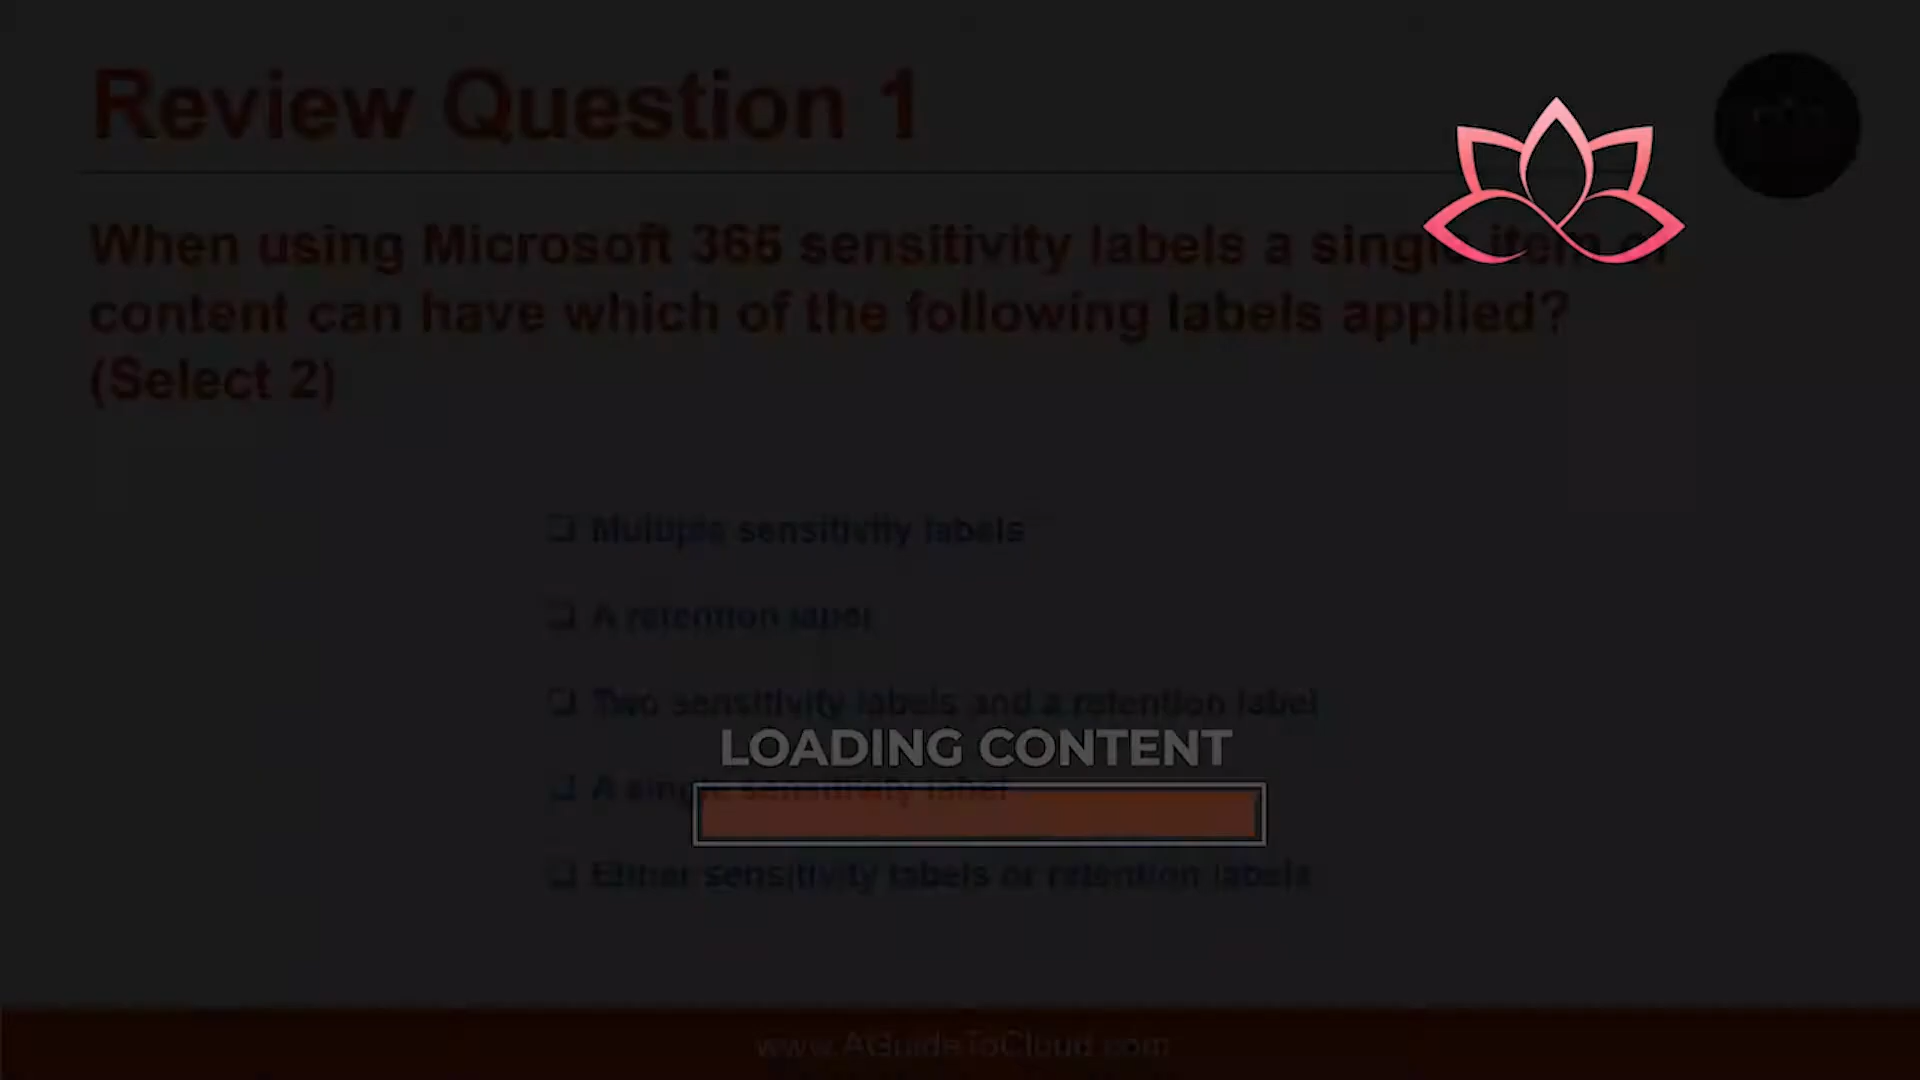 Review Question 1
When using Microsoft 365 sensitivity labels a single item of
content can have which of the following labels applied?
(Select 2)
❑ Multiple sensitivity labels
❑ A retention label
❑ Two sensitivity labels and a retention label
LOADING CONTENT
❑ A single sensitivity label
❑ Either sensitivity labels or retention labels
www.AGuideToCloud.com